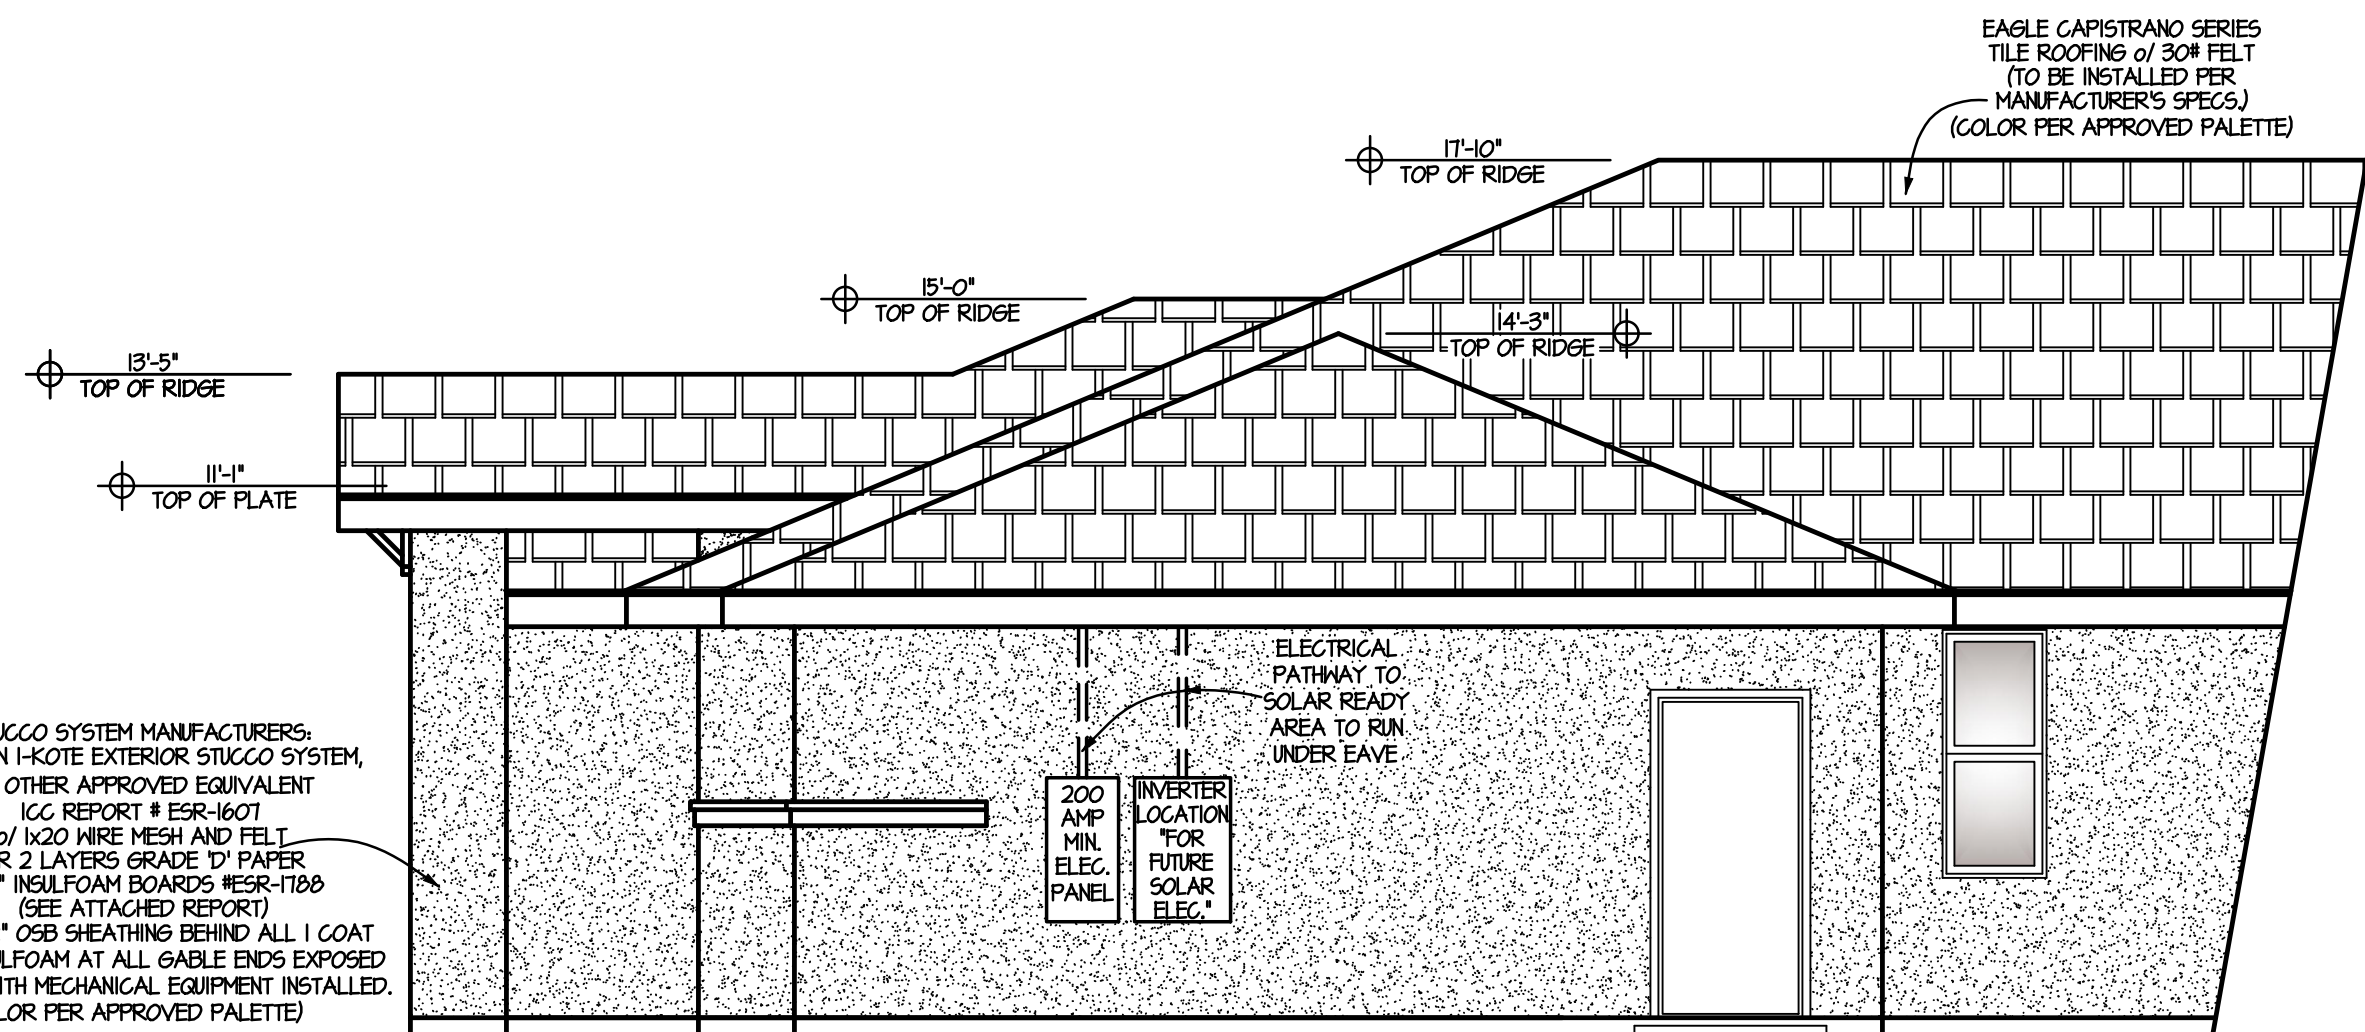 EAGLE CAPISTRANO SERIES
TILE ROOFING o/ 30# FELT
(TO BE INSTALLED PER
MANUFACTURER'S SPECS.)
(COLOR PER APPROVED PALETTE)
17'-10"
TOP OF RIDGE
15'-0"
TOP OF RIDGE
14'-3"
TOP OF RIDGE
13'-5"
TOP OF RIDGE
11'-1"
TOP OF PLATE
ELECTRICAL
PATHWAY TO
SOLAR READY
AREA TO RUN
UNDER EAVE
200
AMP
MIN.
ELEC.
PANEL
INVERTER
LOCATION
"FOR
FUTURE
SOLAR
ELEC."
SYSTEM MANUFACTURERS:
1-KOTE EXTERIOR STUCCO SYSTEM,
OTHER APPROVED EQUIVALENT
ICC REPORT # ESR-1607
o/ 1x20 WIRE MESH AND FELT
2 LAYERS GRADE 'D' PAPER
" INSULFOAM BOARDS #ESR-1788
(SEE ATTACHED REPORT)
" OSB SHEATHING BEHIND ALL 1 COAT
AT ALL GABLE ENDS EXPOSED
MECHANICAL EQUIPMENT INSTALLED.
PER APPROVED PALETTE)